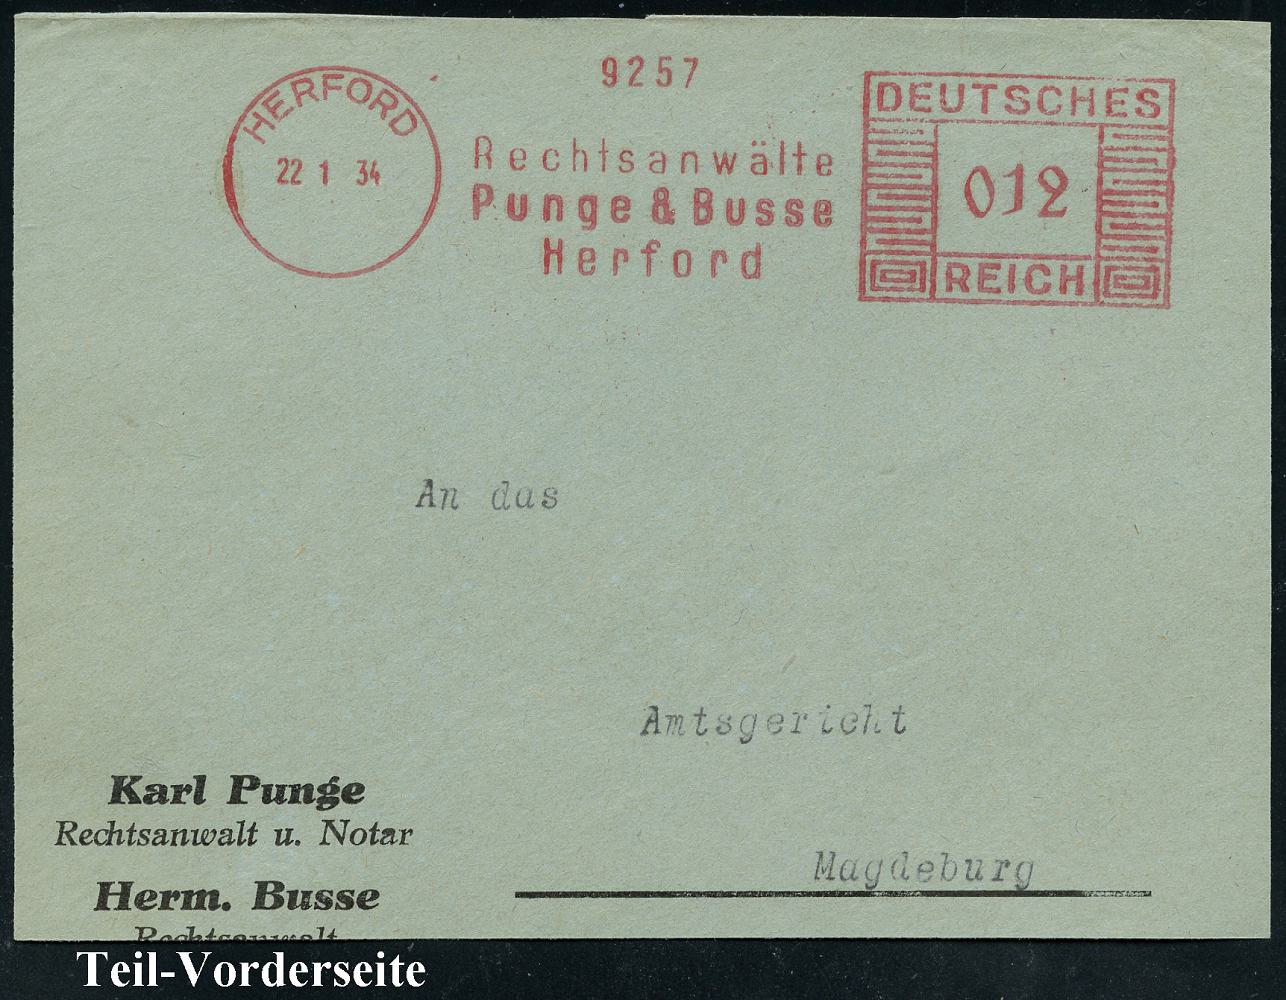 HERFORD
22 1 34
9257
Rechtsanwälte
Punge & Busse
Herford
DEUTSCHES
012
REICH
An das
Amtsgericht
Magdeburg
Karl Punge
Rechtsanwalt u. Notar
Herm. Busse
Rechtsanwalt
Teil-Vorderseite